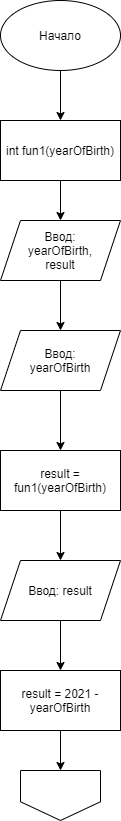 Начало
int fun1(yearOfBirth)
Ввод:
yearOfBirth,
result
Ввод:
yearOfBirth
result =
fun1(yearOfBirth)
Ввод: result
result = 2021 -
yearOfBirth